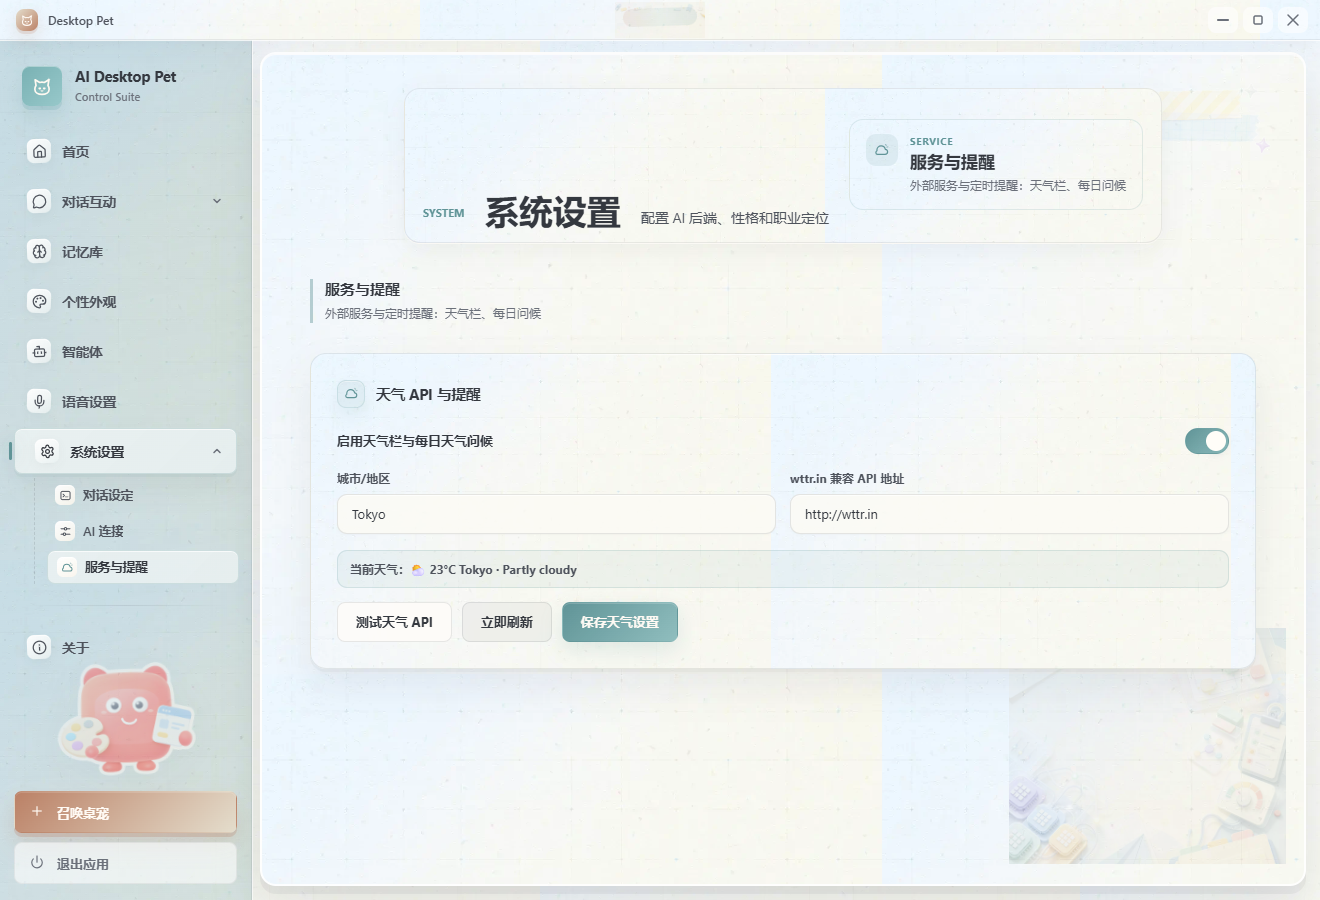 Desktop Pet
AI Desktop Pet
Control Suite
首页
对话互动
记忆库
个性外观
智能体
语音设置
系统设置
对话设定
AI 连接
服务与提醒
关于
召唤桌宠
退出应用
SYSTEM
系统设置
配置 AI 后端、性格和职业定位
SERVICE
服务与提醒
外部服务与定时提醒：天气栏、每日问候
服务与提醒
外部服务与定时提醒：天气栏、每日问候
天气 API 与提醒
启用天气栏与每日天气问候
城市/地区
Tokyo
wttr.in 兼容 API 地址
http://wttr.in
当前天气： 23°C Tokyo · Partly cloudy
测试天气 API
立即刷新
保存天气设置